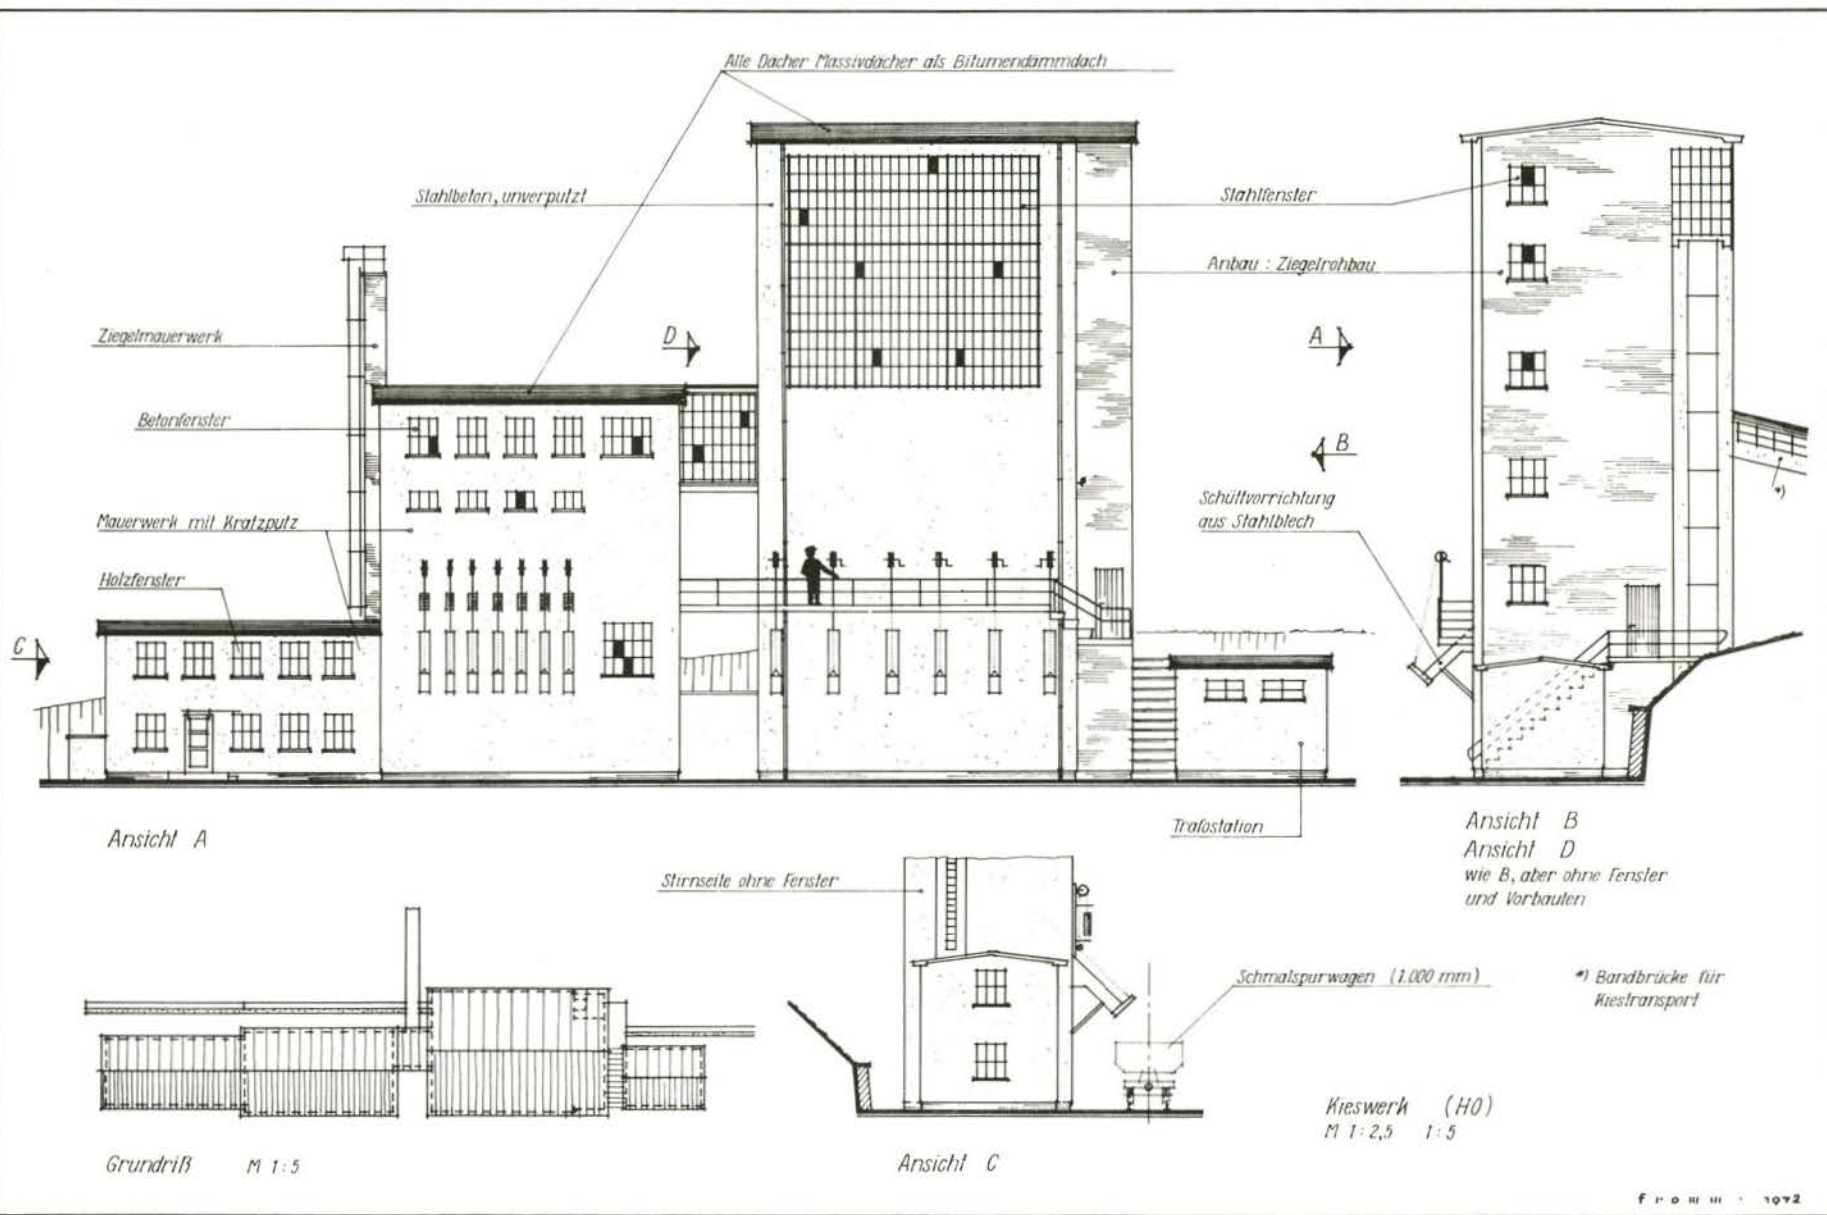 Alle Dächer Massivdächer als Bitumendämmdach
Stahlbeton, unverputzt
Stahlfenster
Anbau : Ziegelrohbau
Ziegelmauerwerk
D
A
Betonfenster
B
Schüttvorrichtung
aus Stahlblech
*)
Mauerwerk mit Kratzputz
Holzfenster
C
Trafostation
Ansicht A
Ansicht B
Ansicht D
wie B, aber ohne Fenster
und Vorbauten
Stirnseite ohne Fenster
Schmalspurwagen (1.000 mm)
*) Bandbrücke für
Kiestransport
Kieswerk (H0)
M 1:2,5 1:5
Grundriß M 1:5
Ansicht C
fromm · 1972